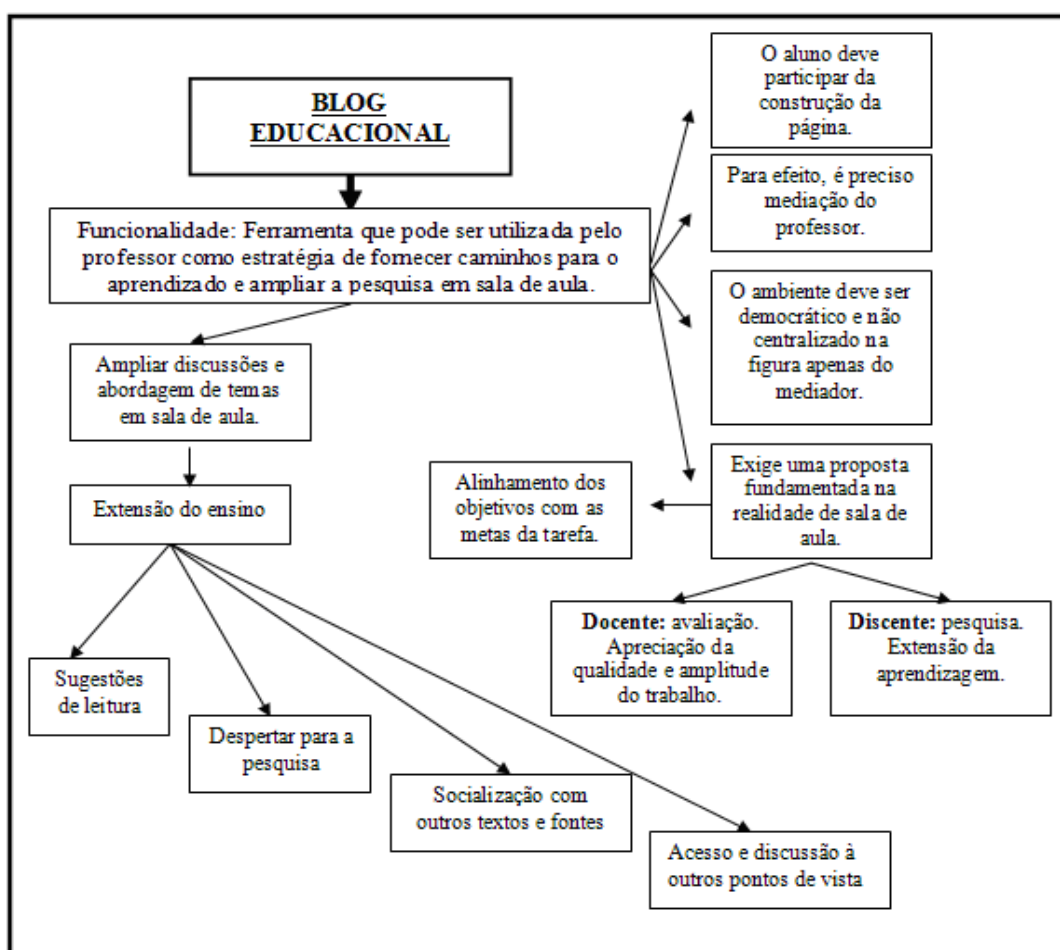 BLOG
EDUCACIONAL
Funcionalidade: Ferramenta que pode ser utilizada pelo
professor como estratégia de fornecer caminhos para o
aprendizado e ampliar a pesquisa em sala de aula.
O aluno deve
participar da
construção da
página.
Para efeito, é preciso
mediação do
professor.
O ambiente deve ser
democrático e não
centralizado na
figura apenas do
mediador.
Exige uma proposta
fundamentada na
realidade de sala de
aula.
Alinhamento dos
objetivos com as
metas da tarefa.
Docente: avaliação.
Apreciação da
qualidade e amplitude
do trabalho.
Discente: pesquisa.
Extensão da
aprendizagem.
Ampliar discussões e
abordagem de temas
em sala de aula.
Extensão do ensino
Sugestões
de leitura
Despertar para a
pesquisa
Socialização com
outros textos e fontes
Acesso e discussão à
outros pontos de vista